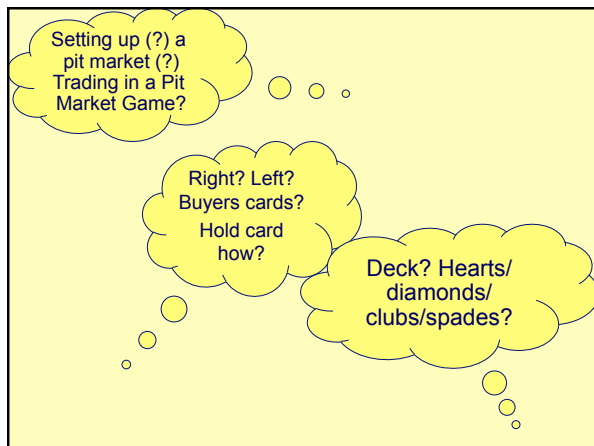 Setting up (?) a
pit market (?)
Trading in a Pit
Market Game?
Right? Left?
Buyers cards?
Hold card
how?
Deck? Hearts/
diamonds/
clubs/spades?